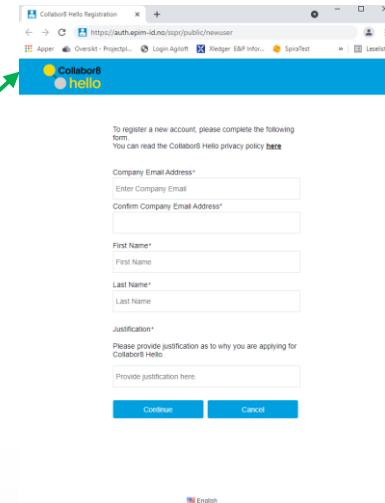 Collabor8 Hello Registration
https://auth.epim-id.no/sspr/public/newuser
Apper Oversikt - Projectpl... Login Agiloft Xledger E&P Infor... SpiraTest » Leselist
Collabor8
hello
To register a new account, please complete the following
form.
You can read the Collabor8 Hello privacy policy here
Company Email Address*
Enter Company Email
Confirm Company Email Address*
First Name*
First Name
Last Name*
Last Name
Justification*
Please provide justification as to why you are applying for
Collabor8 Hello.
Provide justification here.
Continue Cancel
English